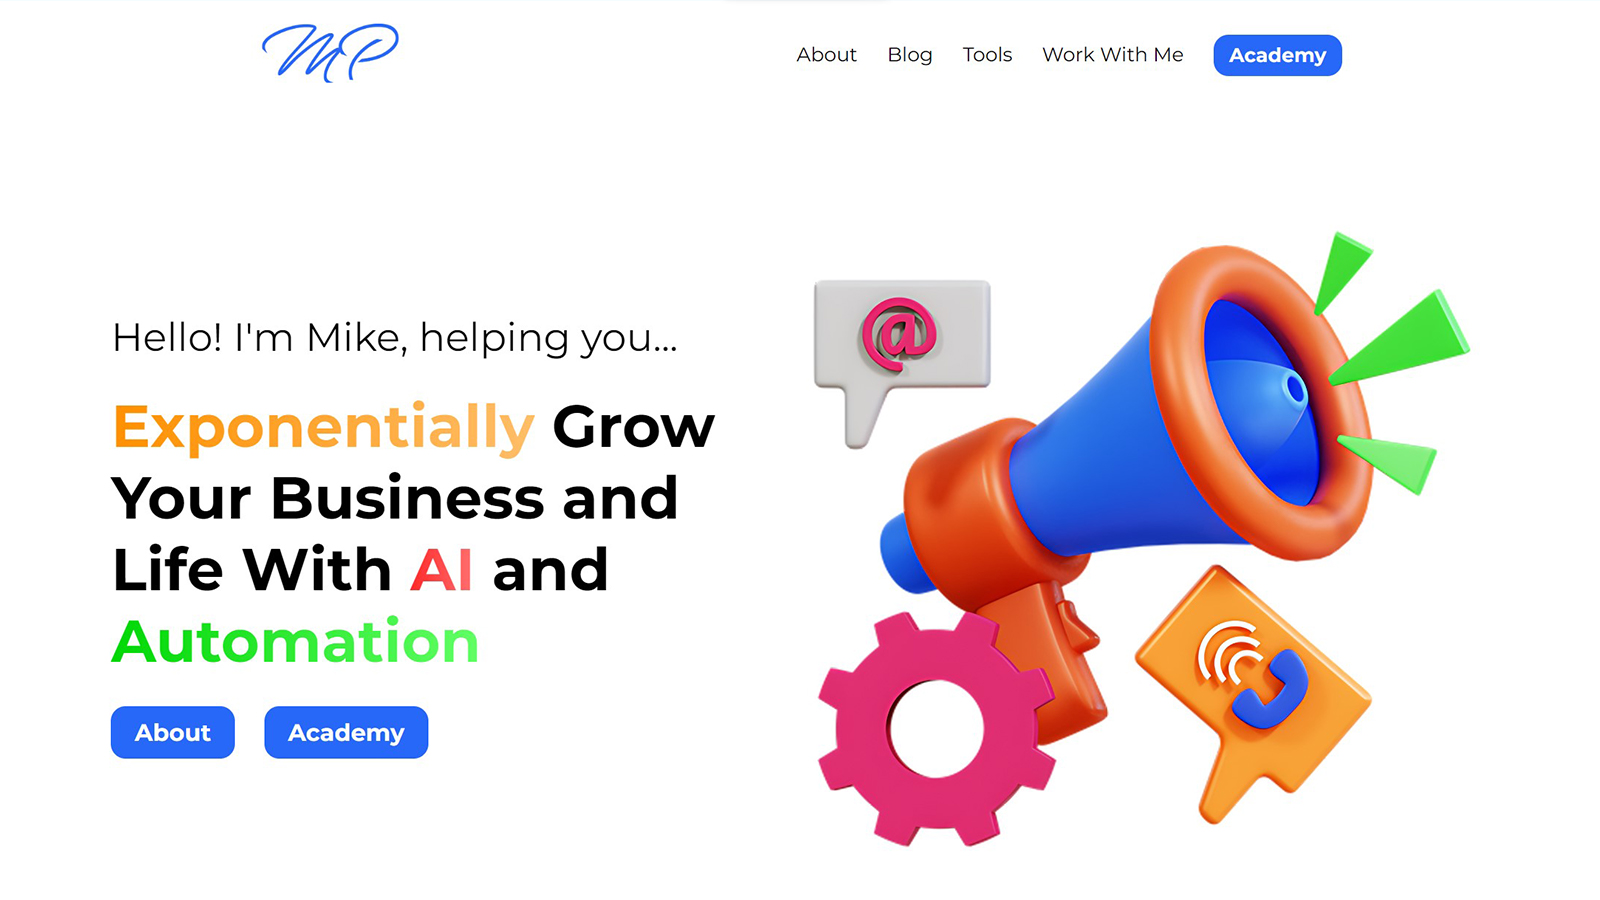 MP
About
Blog
Tools
Work With Me
Academy
Hello! I'm Mike, helping you...
Exponentially Grow
Your Business and
Life With AI and
Automation
About
Academy
@